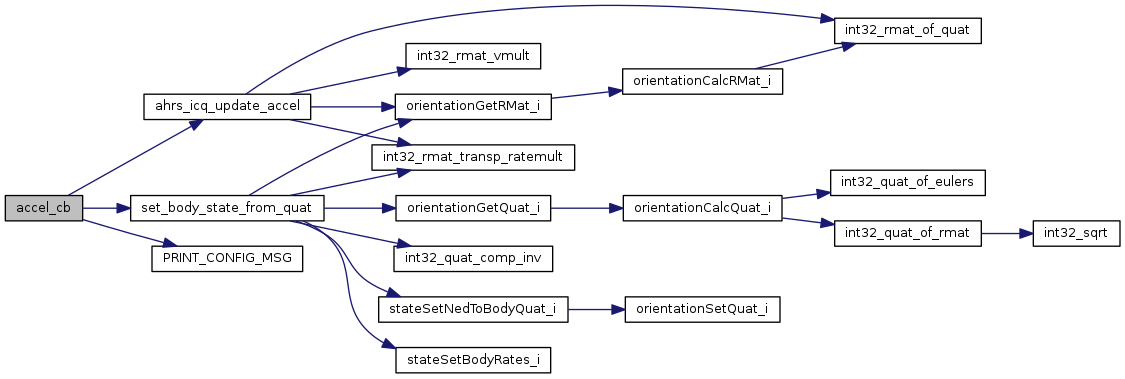 accel_cb
ahrs_icq_update_accel
set_body_state_from_quat
PRINT_CONFIG_MSG
int32_rmat_vmult
orientationGetRMat_i
int32_rmat_transp_ratemult
orientationGetQuat_i
int32_quat_comp_inv
stateSetNedToBodyQuat_i
stateSetBodyRates_i
orientationCalcRMat_i
orientationCalcQuat_i
orientationSetQuat_i
int32_rmat_of_quat
int32_quat_of_eulers
int32_quat_of_rmat
int32_sqrt